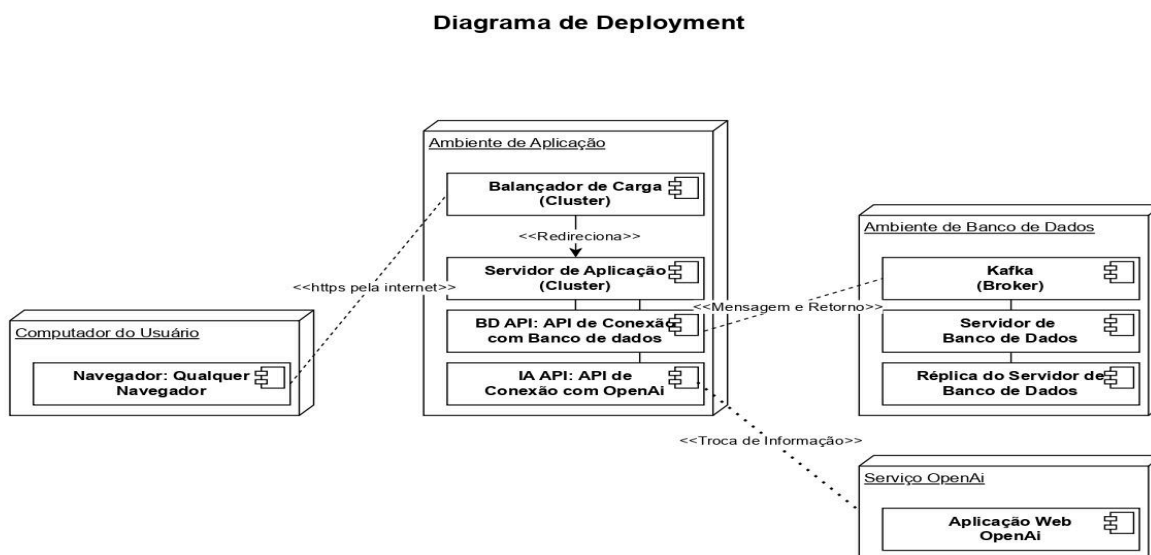 Diagrama de Deployment
Ambiente de Aplicação
Balançador de Carga
(Cluster)
<<Redireciona>>
Servidor de Aplicação
(Cluster)
<<https pela internet>>
BD API: API de Conexão
com Banco de dados
IA API: API de
Conexão com OpenAi
Computador do Usuário
Navegador: Qualquer
Navegador
<<Mensagem e Retorno>>
Ambiente de Banco de Dados
Kafka
(Broker)
Servidor de
Banco de Dados
Réplica do Servidor de
Banco de Dados
<<Troca de Informação>>
Serviço OpenAi
Aplicação Web
OpenAi